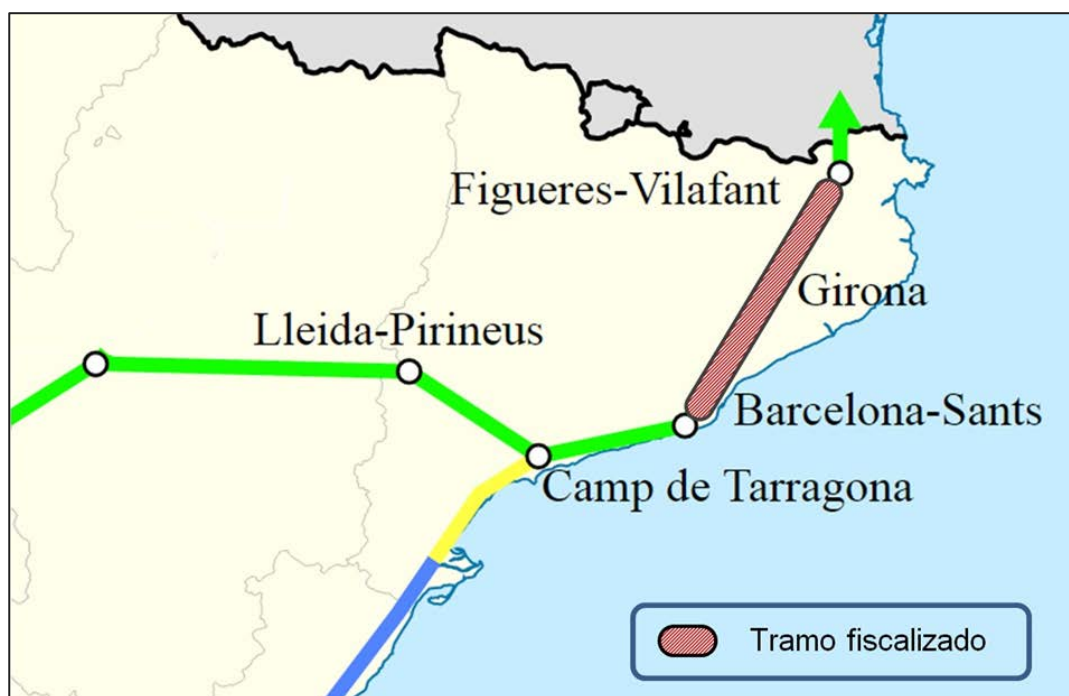 Figueres-Vilafant
Girona
Lleida-Pirineus
Barcelona-Sants
Camp de Tarragona
Tramo fiscalizado